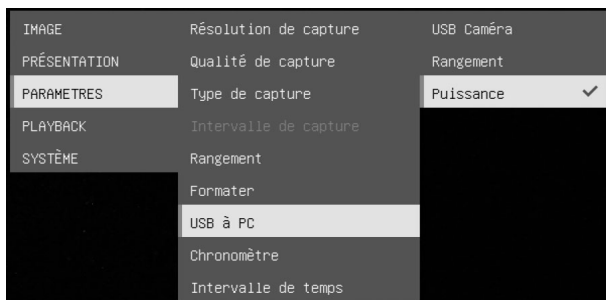 IMAGE
PRÉSENTATION
PARAMETRES
PLAYBACK
SYSTÈME
Résolution de capture
Qualité de capture
Type de capture
Intervalle de capture
Rangement
Formater
USB à PC
Chronomètre
Intervalle de temps
USB Caméra
Rangement
Puissance